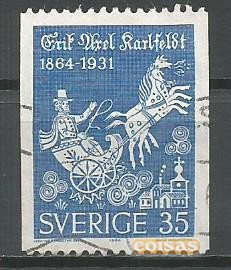 Erik Axel Karlfeldt
1864-1931
SVERIGE 35
1964
coisas